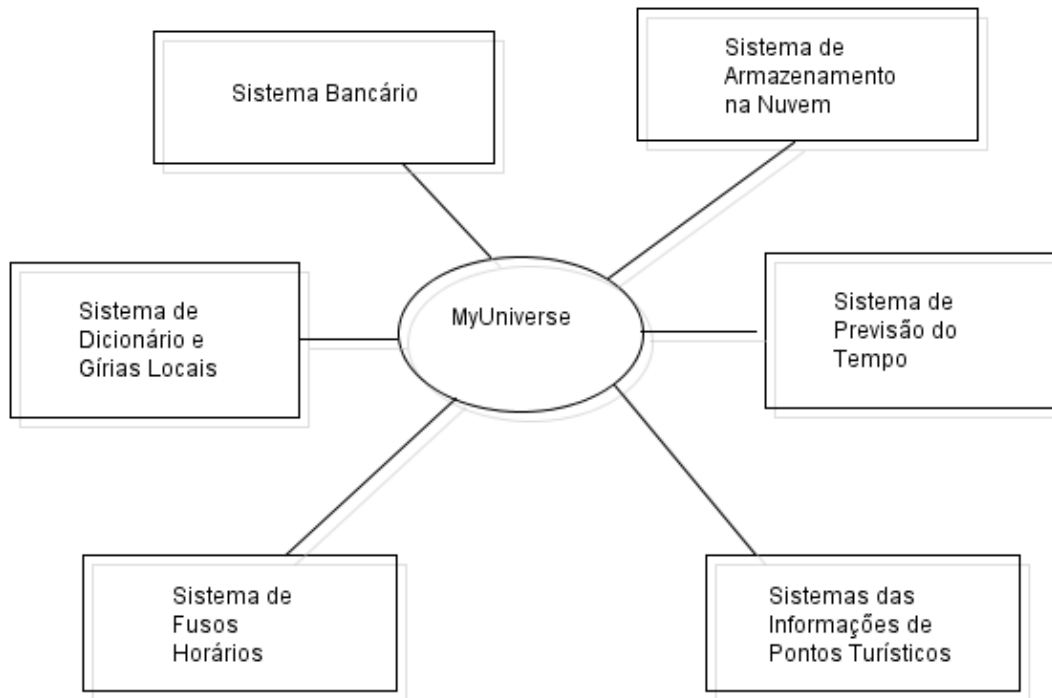 Sistema Bancário
Sistema de
Armazenamento
na Nuvem
Sistema de
Dicionário e
Gírias Locais
MyUniverse
Sistema de
Previsão do
Tempo
Sistema de
Fusos
Horários
Sistemas das
Informações de
Pontos Turísticos